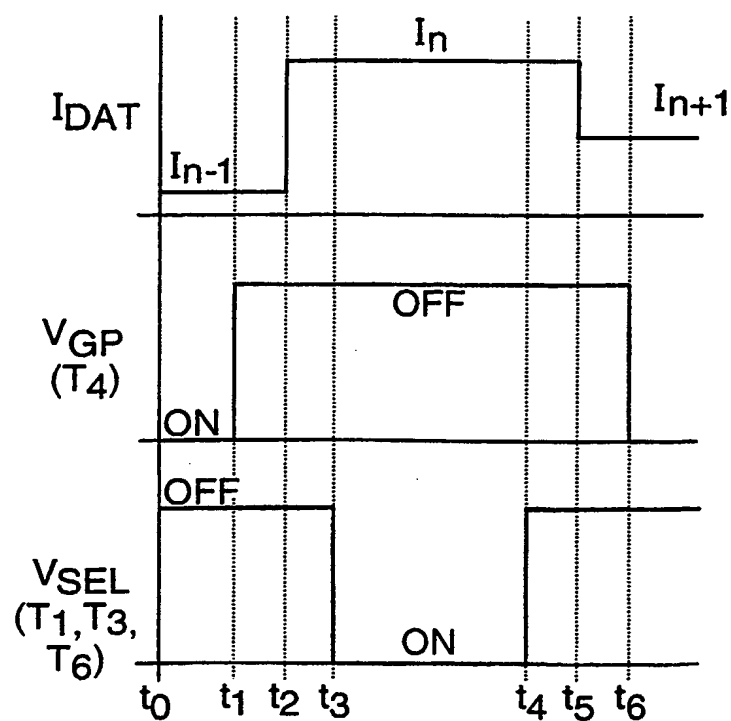 I_DAT
I_n-1
I_n
I_n+1
V_GP
(T_4)
ON
OFF
V_SEL
(T_1,T_3,
T_6)
OFF
ON
t_0 t_1 t_2 t_3 t_4 t_5 t_6